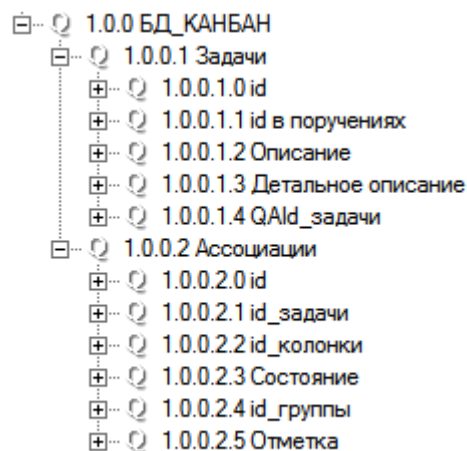 1.0.0 БД_КАНБАН
1.0.0.1 Задачи
1.0.0.1.0 id
1.0.0.1.1 id в поручениях
1.0.0.1.2 Описание
1.0.0.1.3 Детальное описание
1.0.0.1.4 QAId_задачи
1.0.0.2 Ассоциации
1.0.0.2.0 id
1.0.0.2.1 id_задачи
1.0.0.2.2 id_колонки
1.0.0.2.3 Состояние
1.0.0.2.4 id_группы
1.0.0.2.5 Отметка